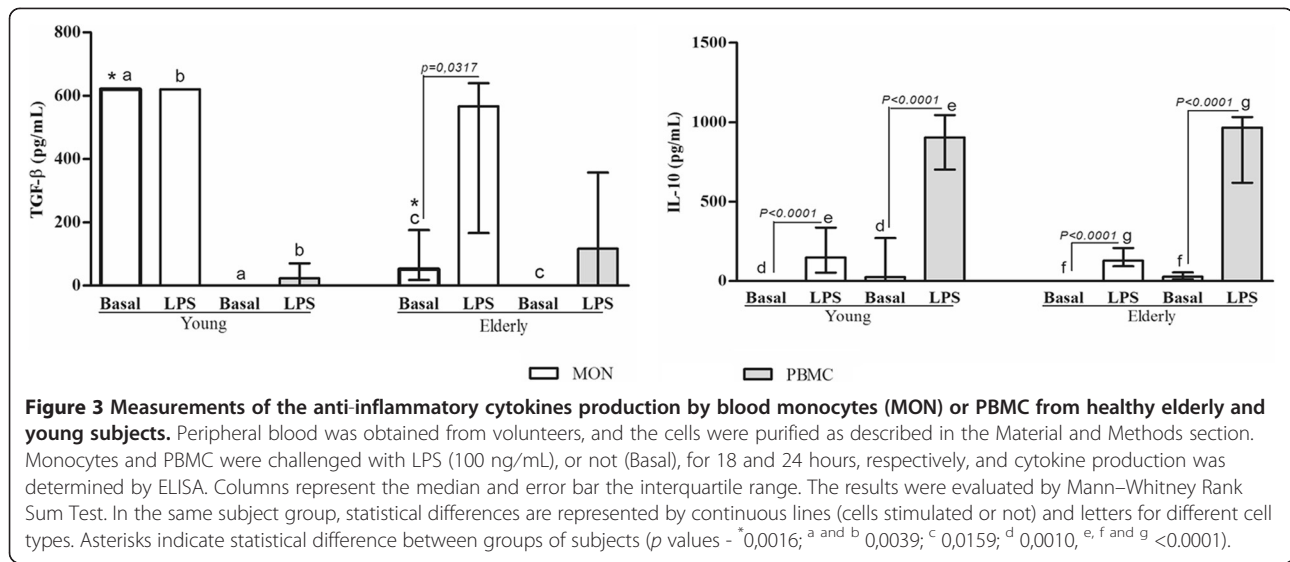 800
600
400
200
0
TGF-β (pg/mL)
* a
b
a
b
p=0,0317
*
c
c
Basal LPS Basal LPS Basal LPS Basal LPS
Young Elderly
1500
1000
500
0
IL-10 (pg/mL)
P<0.0001
P<0.0001
P<0.0001
P<0.0001
d
e
d
e
f
g
f
g
Basal LPS Basal LPS Basal LPS Basal LPS
Young Elderly
MON PBMC
Figure 3 Measurements of the anti-inflammatory cytokines production by blood monocytes (MON) or PBMC from healthy elderly and
young subjects. Peripheral blood was obtained from volunteers, and the cells were purified as described in the Material and Methods section.
Monocytes and PBMC were challenged with LPS (100 ng/mL), or not (Basal), for 18 and 24 hours, respectively, and cytokine production was
determined by ELISA. Columns represent the median and error bar the interquartile range. The results were evaluated by Mann–Whitney Rank
Sum Test. In the same subject group, statistical differences are represented by continuous lines (cells stimulated or not) and letters for different cell
types. Asterisks indicate statistical difference between groups of subjects (p values - *0,0016; a and b 0,0039; c 0,0159; d 0,0010, e, f and g <0.0001).